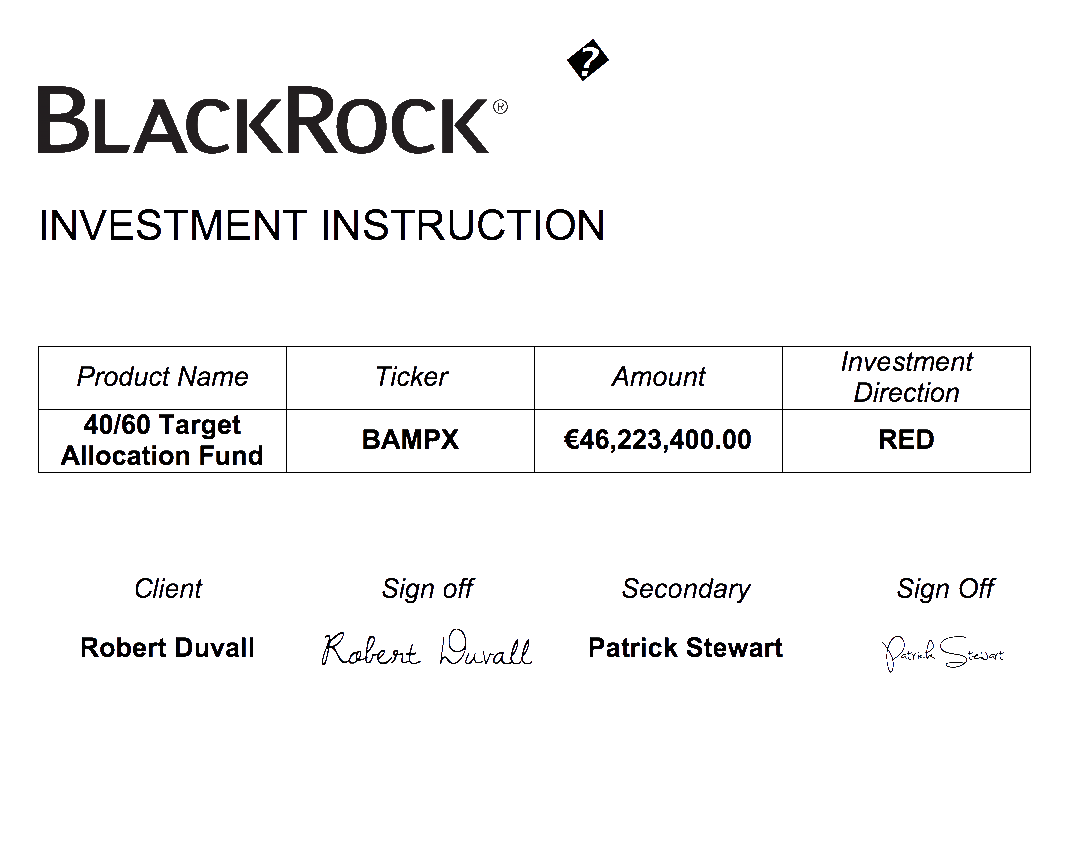 �
BLACKROCK®
INVESTMENT INSTRUCTION
Product Name Ticker Amount Investment Direction
40/60 Target Allocation Fund BAMPX €46,223,400.00 RED
Client Sign off Secondary Sign Off
Robert Duvall Robert Duvall Patrick Stewart Patrick Stewart